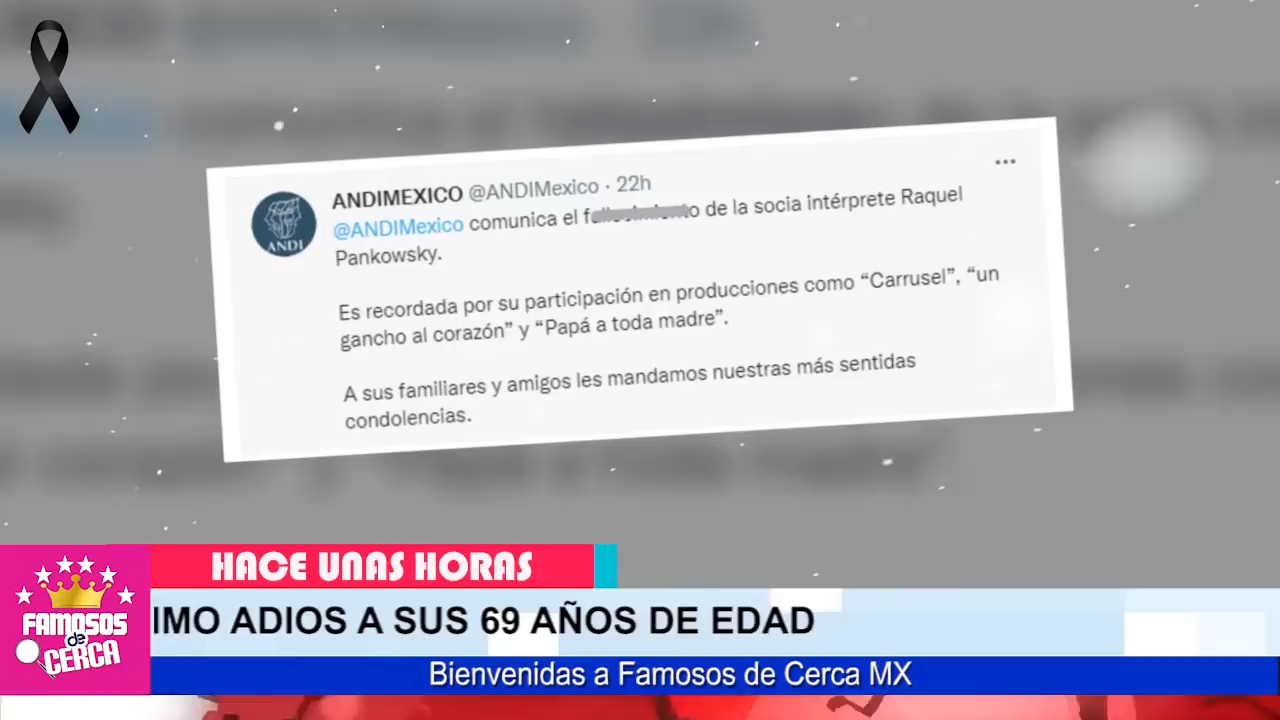 ANDIMEXICO @ANDIMexico · 22h
@ANDIMexico comunica el de la socia intérprete Raquel
Pankowsky.
Es recordada por su participación en producciones como “Carrusel”, “un
gancho al corazón” y “Papá a toda madre”.
A sus familiares y amigos les mandamos nuestras más sentidas
condolencias.
ANDI
HACE UNAS HORAS
IMO ADIOS A SUS 69 AÑOS DE EDAD
Bienvenidas a Famosos de Cerca MX
FAMOSOS
de
CERCA